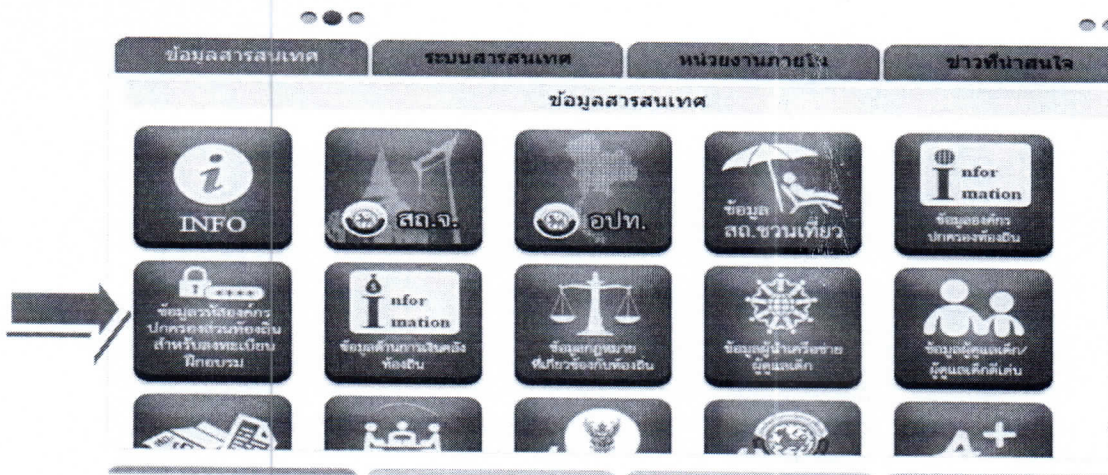 ข้อมูลสารสนเทศ
ระบบสารสนเทศ
หน่วยงานภายใน
ข่าวที่น่าสนใจ
ข้อมูลสารสนเทศ
i
INFO
สถ.จ.
อปท.
ข้อมูล
สถ.ชวนเที่ยว
Infor
mation
ข้อมูลองค์กร
ปกครองท้องถิ่น
****
ข้อมูลรหัสองค์กร
ปกครองส่วนท้องถิ่น
สำหรับลงทะเบียน
ฝึกอบรม
Infor
mation
ข้อมูลด้านการเงินคลัง
ท้องถิ่น
ข้อมูลกฎหมาย
ที่เกี่ยวข้องกับท้องถิ่น
ข้อมูลผู้นำเครือข่าย
ผู้ดูแลเด็ก
ข้อมูลผู้ดูแลเด็ก/
ผู้ดูแลเด็กดีเด่น
A+